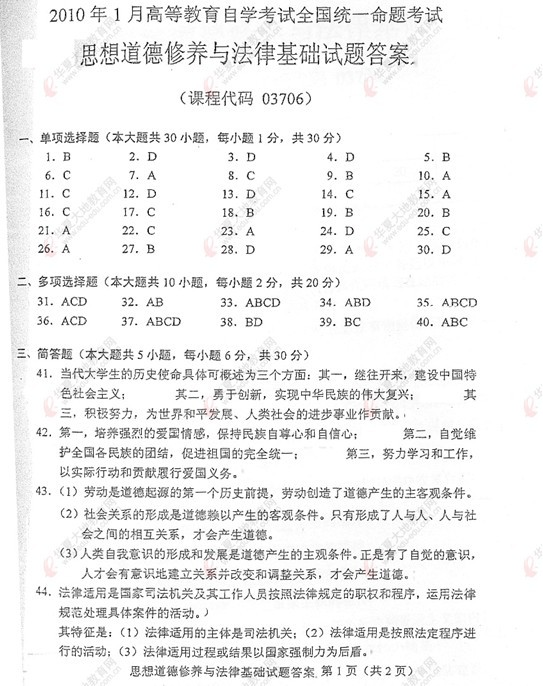 2010 年 1 月高等教育自学考试全国统一命题考试
思想道德修养与法律基础试题答案
（课程代码 03706）
一、单项选择题（本大题共 30 小题，每小题 1 分，共 30 分）
1. B 2. D 3. D 4. D 5. B
6. C 7. A 8. C 9. B 10. A
11. C 12. D 13. D 14. C 15. A
16. C 17. C 18. B 19. B 20. B
21. A 22. C 23. A 24. D 25. C
26. A 27. B 28. D 29. A 30. D
二、多项选择题（本大题共 10 小题，每小题 2 分，共 20 分）
31. ACD 32. AB 33. ABCD 34. ABD 35. ABCD
36. ACD 37. ABCD 38. BD 39. BC 40. ABC
三、简答题（本大题共 5 小题，每小题 6 分，共 30 分）
41. 当代大学生的历史使命具体可概述为三个方面：其一，继往开来，建设中国特
色社会主义； 其二，勇于创新，实现中华民族的伟大复兴； 其
三，积极努力，为世界和平发展、人类社会的进步事业作贡献。
42. 第一，培养强烈的爱国情感，保持民族自尊心和自信心； 第二，自觉维
护全国各民族的团结，促进祖国的完全统一； 第三，努力学习和工作，
以实际行动和贡献履行爱国义务。
43. （1）劳动是道德起源的第一个历史前提，劳动创造了道德产生的主客观条件。
（2）社会关系的形成是道德赖以产生的客观条件。只有形成了人与人、人与社
会之间的相互关系，才会产生道德。
（3）人类自我意识的形成和发展是道德产生的主观条件。正是有了自觉的意识，
人才会有意识地建立关系并改变和调整关系，才会产生道德。
44. 法律适用是国家司法机关及其工作人员按照法律规定的职权和程序，运用法律
规范处理具体案件的活动。）
其特征是：（1）法律适用的主体是司法机关；（2）法律适用是按照法定程序进
行的活动；（3）法律适用过程或结果以国家强制力为后盾。
思想道德修养与法律基础试题答案 第 1 页（共 2 页）
华夏大地教育网